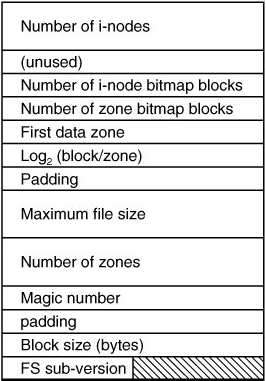 Number of i-nodes
(unused)
Number of i-node bitmap blocks
Number of zone bitmap blocks
First data zone
Log₂ (block/zone)
Padding
Maximum file size
Number of zones
Magic number
padding
Block size (bytes)
FS sub-version